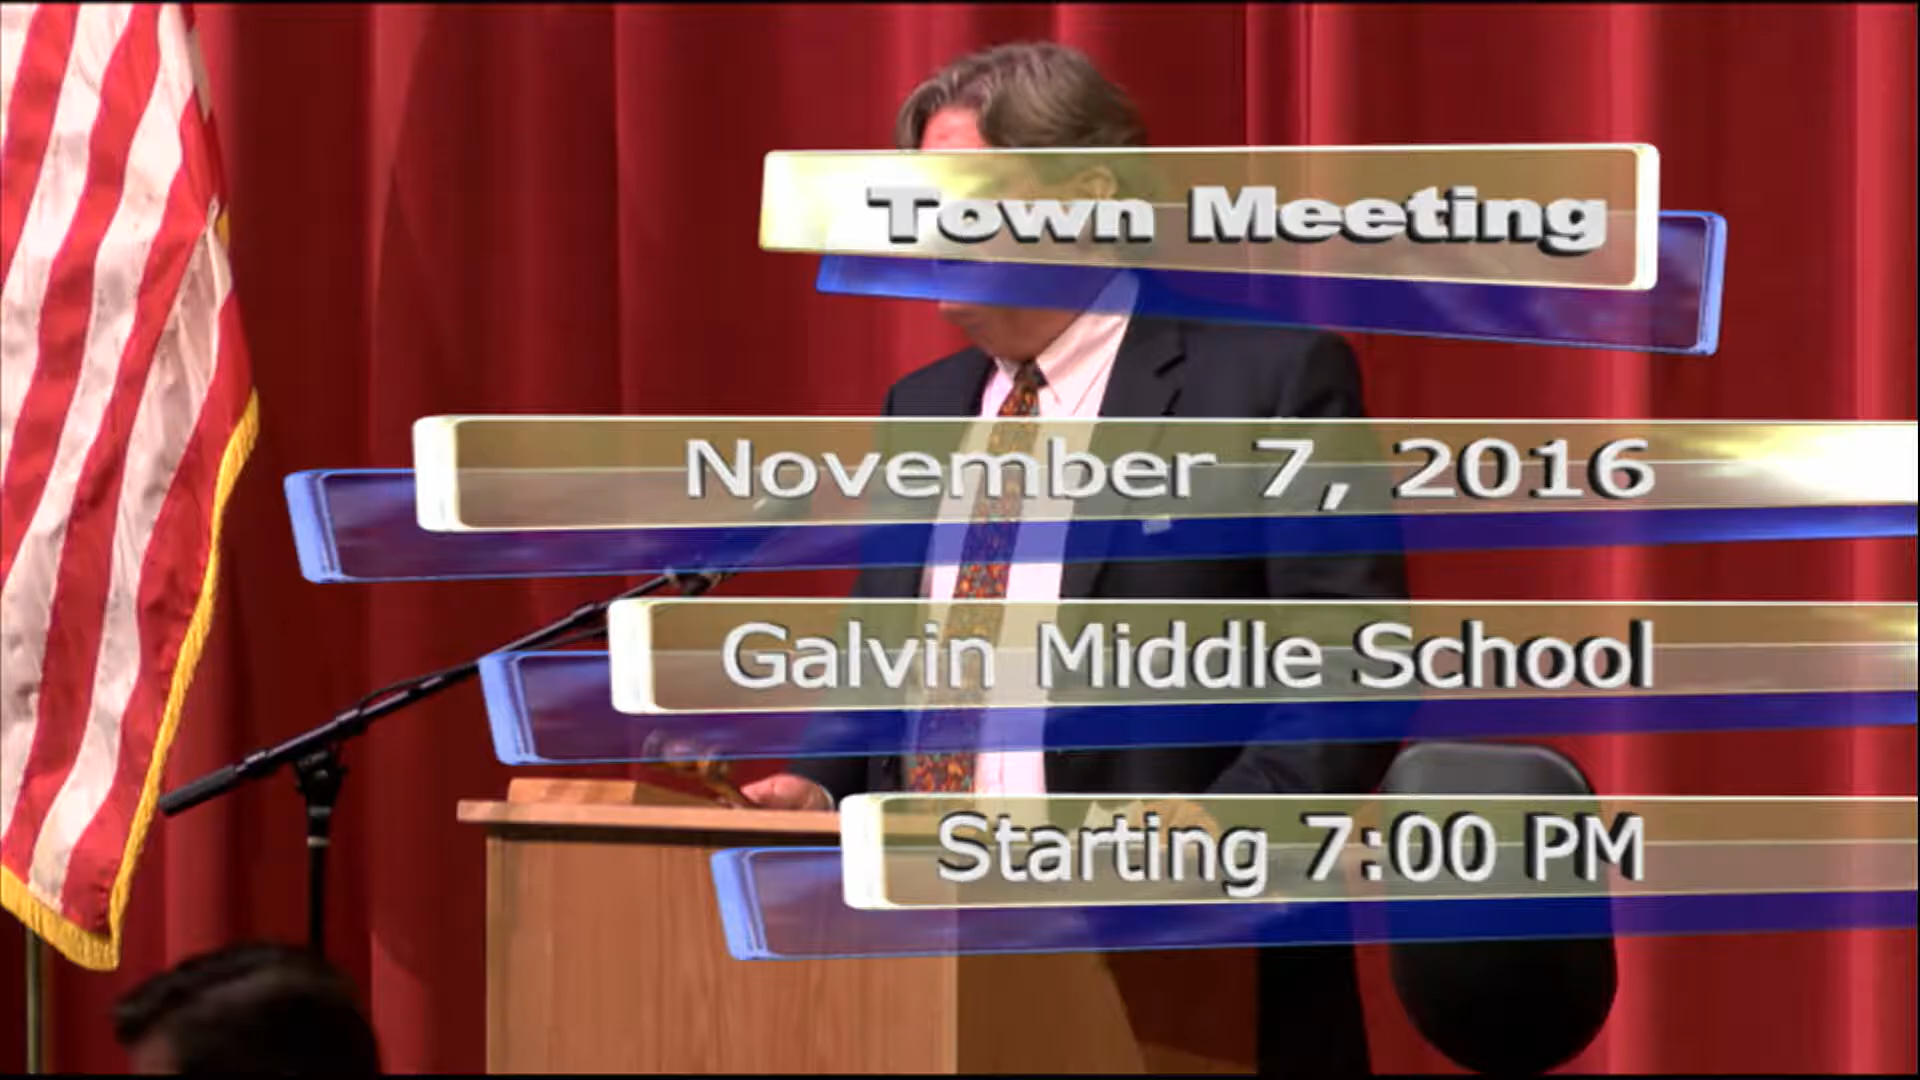 Town Meeting
November 7, 2016
Galvin Middle School
Starting 7:00 PM